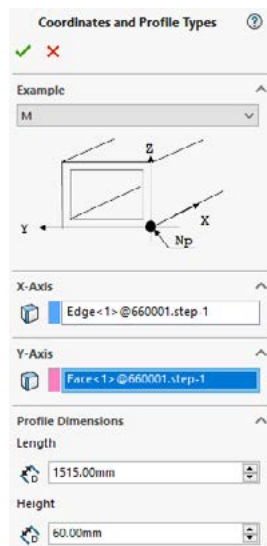 Coordinates and Profile Types
Example
M
Z
Y
X
Np
X-Axis
Edge<1>@660001.step-1
Y-Axis
Face<1>@660001.step-1
Profile Dimensions
Length
1515.00mm
Height
60.00mm